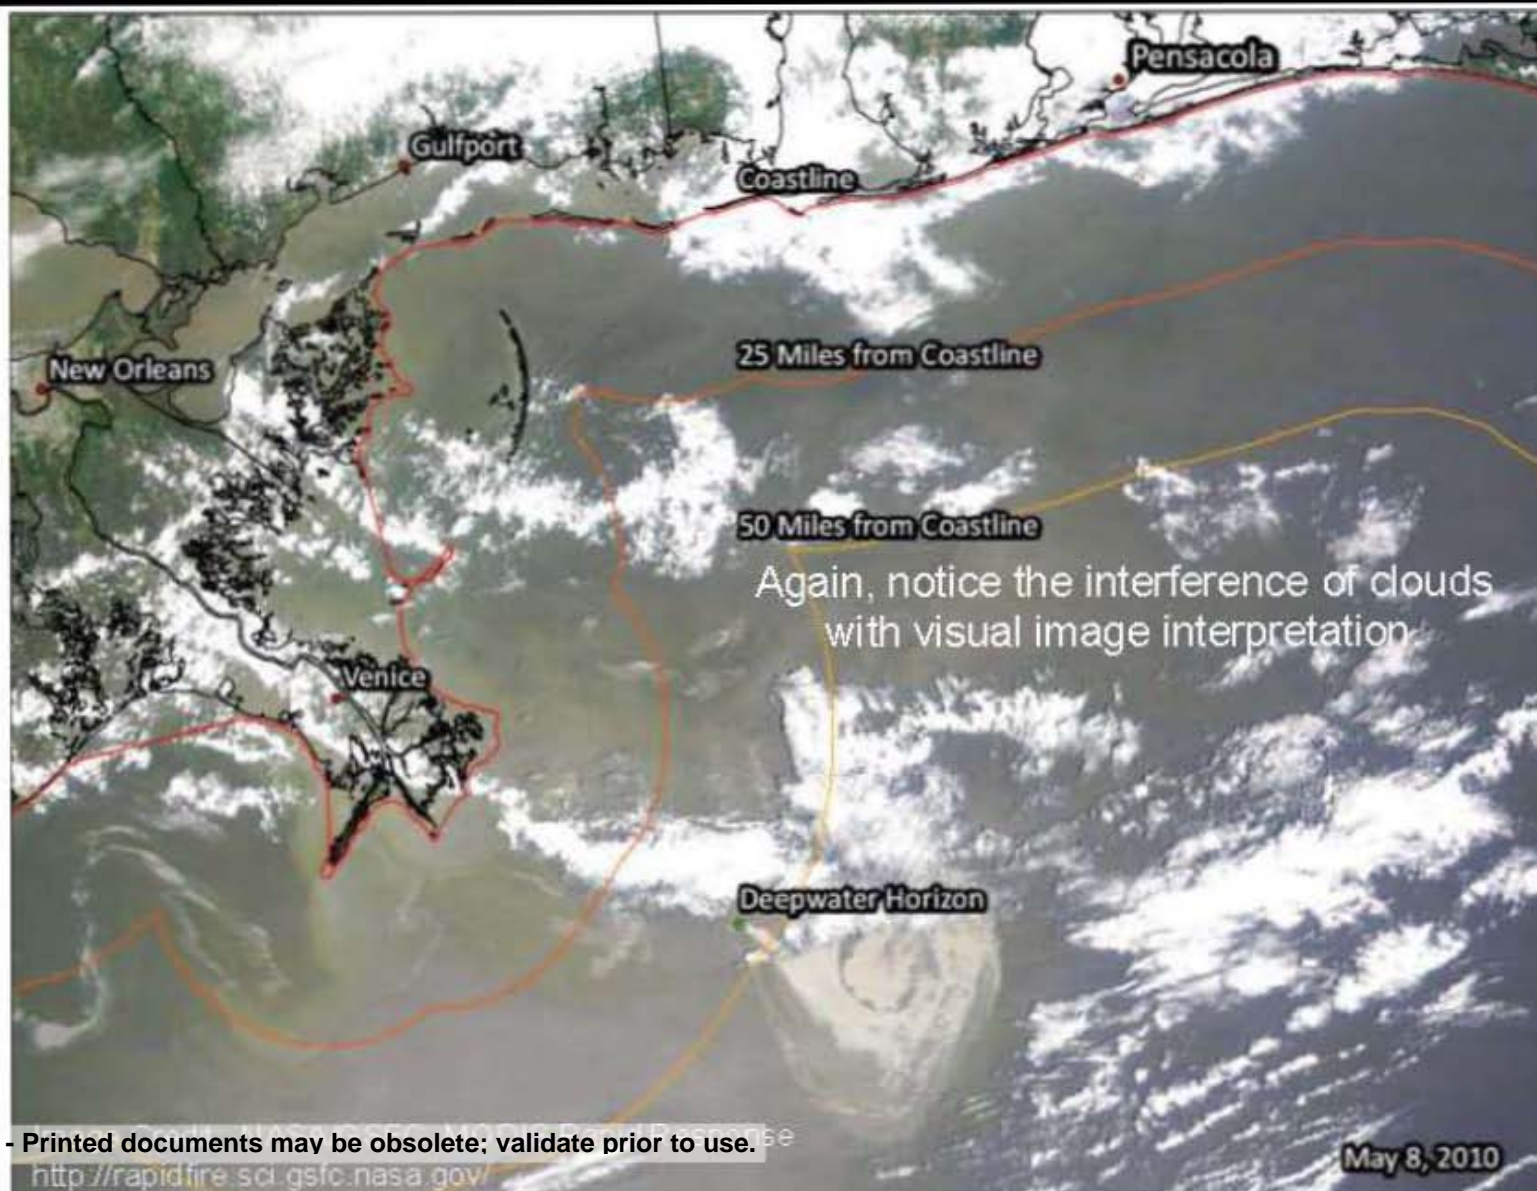 Pensacola
Gulfport
Coastline
25 Miles from Coastline
New Orleans
50 Miles from Coastline
Again, notice the interference of clouds
with visual image interpretation
Venice
Deepwater Horizon
- Printed documents may be obsolete; validate prior to use.
May 8, 2010
http://rapidfire.sci.gsfc.nasa.gov/